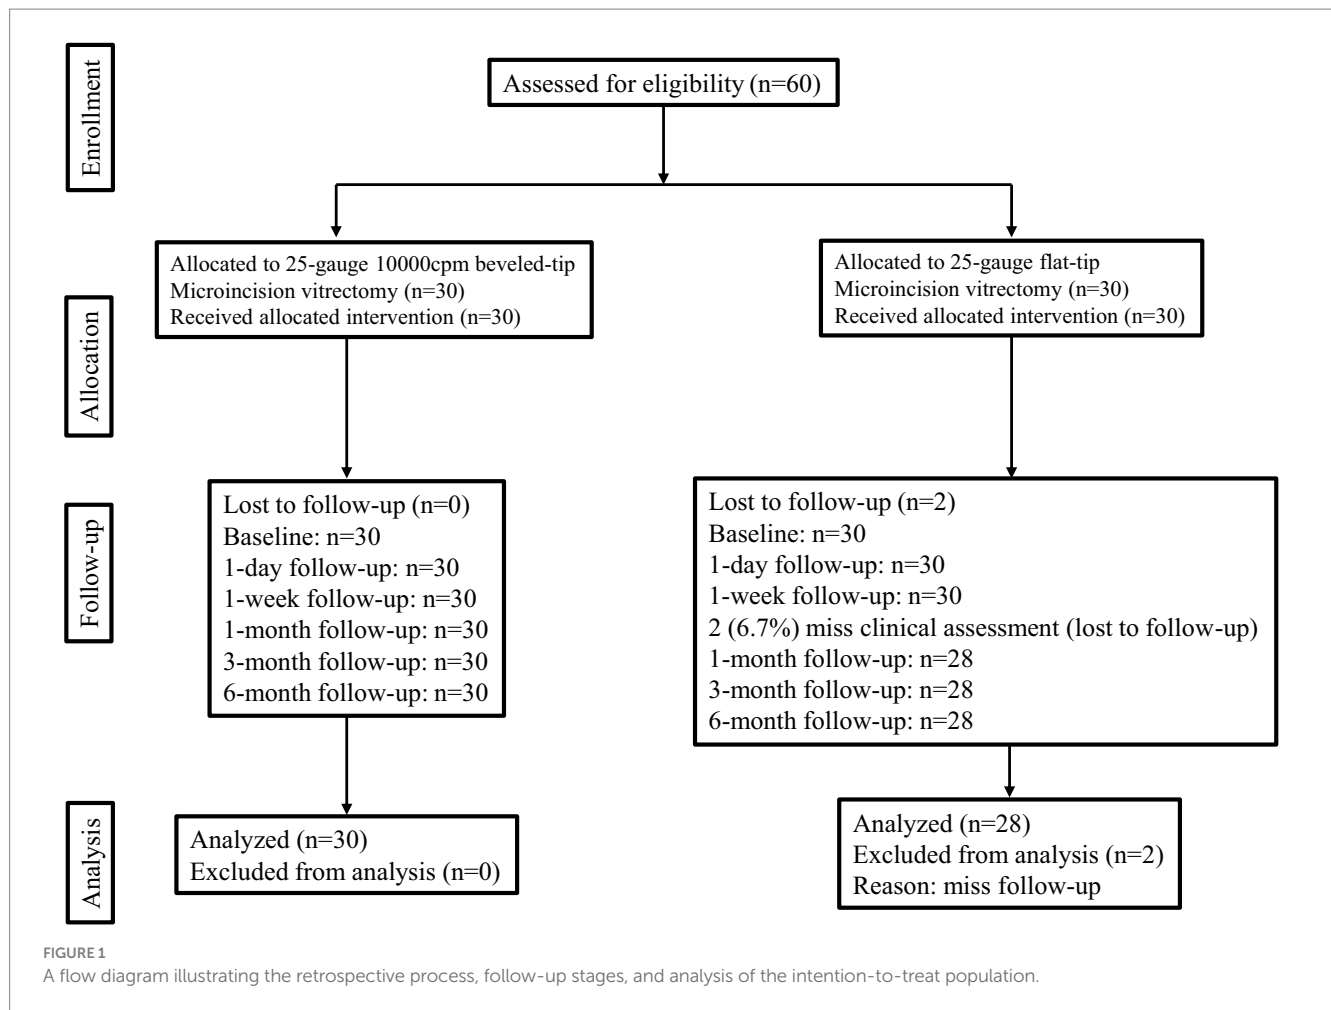 Enrollment
Assessed for eligibility (n=60)
Allocation
Allocated to 25-gauge 10000cpm beveled-tip
Microincision vitrectomy (n=30)
Received allocated intervention (n=30)
Allocated to 25-gauge flat-tip
Microincision vitrectomy (n=30)
Received allocated intervention (n=30)
Follow-up
Lost to follow-up (n=0)
Baseline: n=30
1-day follow-up: n=30
1-week follow-up: n=30
1-month follow-up: n=30
3-month follow-up: n=30
6-month follow-up: n=30
Lost to follow-up (n=2)
Baseline: n=30
1-day follow-up: n=30
1-week follow-up: n=30
2 (6.7%) miss clinical assessment (lost to follow-up)
1-month follow-up: n=28
3-month follow-up: n=28
6-month follow-up: n=28
Analysis
Analyzed (n=30)
Excluded from analysis (n=0)
Analyzed (n=28)
Excluded from analysis (n=2)
Reason: miss follow-up
FIGURE 1
A flow diagram illustrating the retrospective process, follow-up stages, and analysis of the intention-to-treat population.